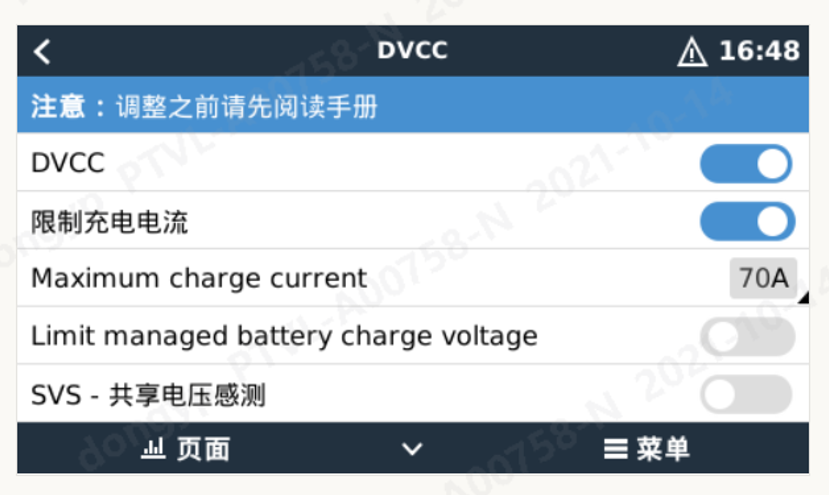 DVCC
16:48
注意：调整之前请先阅读手册
DVCC
限制充电电流
Maximum charge current
70A
Limit managed battery charge voltage
SVS - 共享电压感测
页面
菜单
dongyp PTVL-A00758-N 2021-10-14